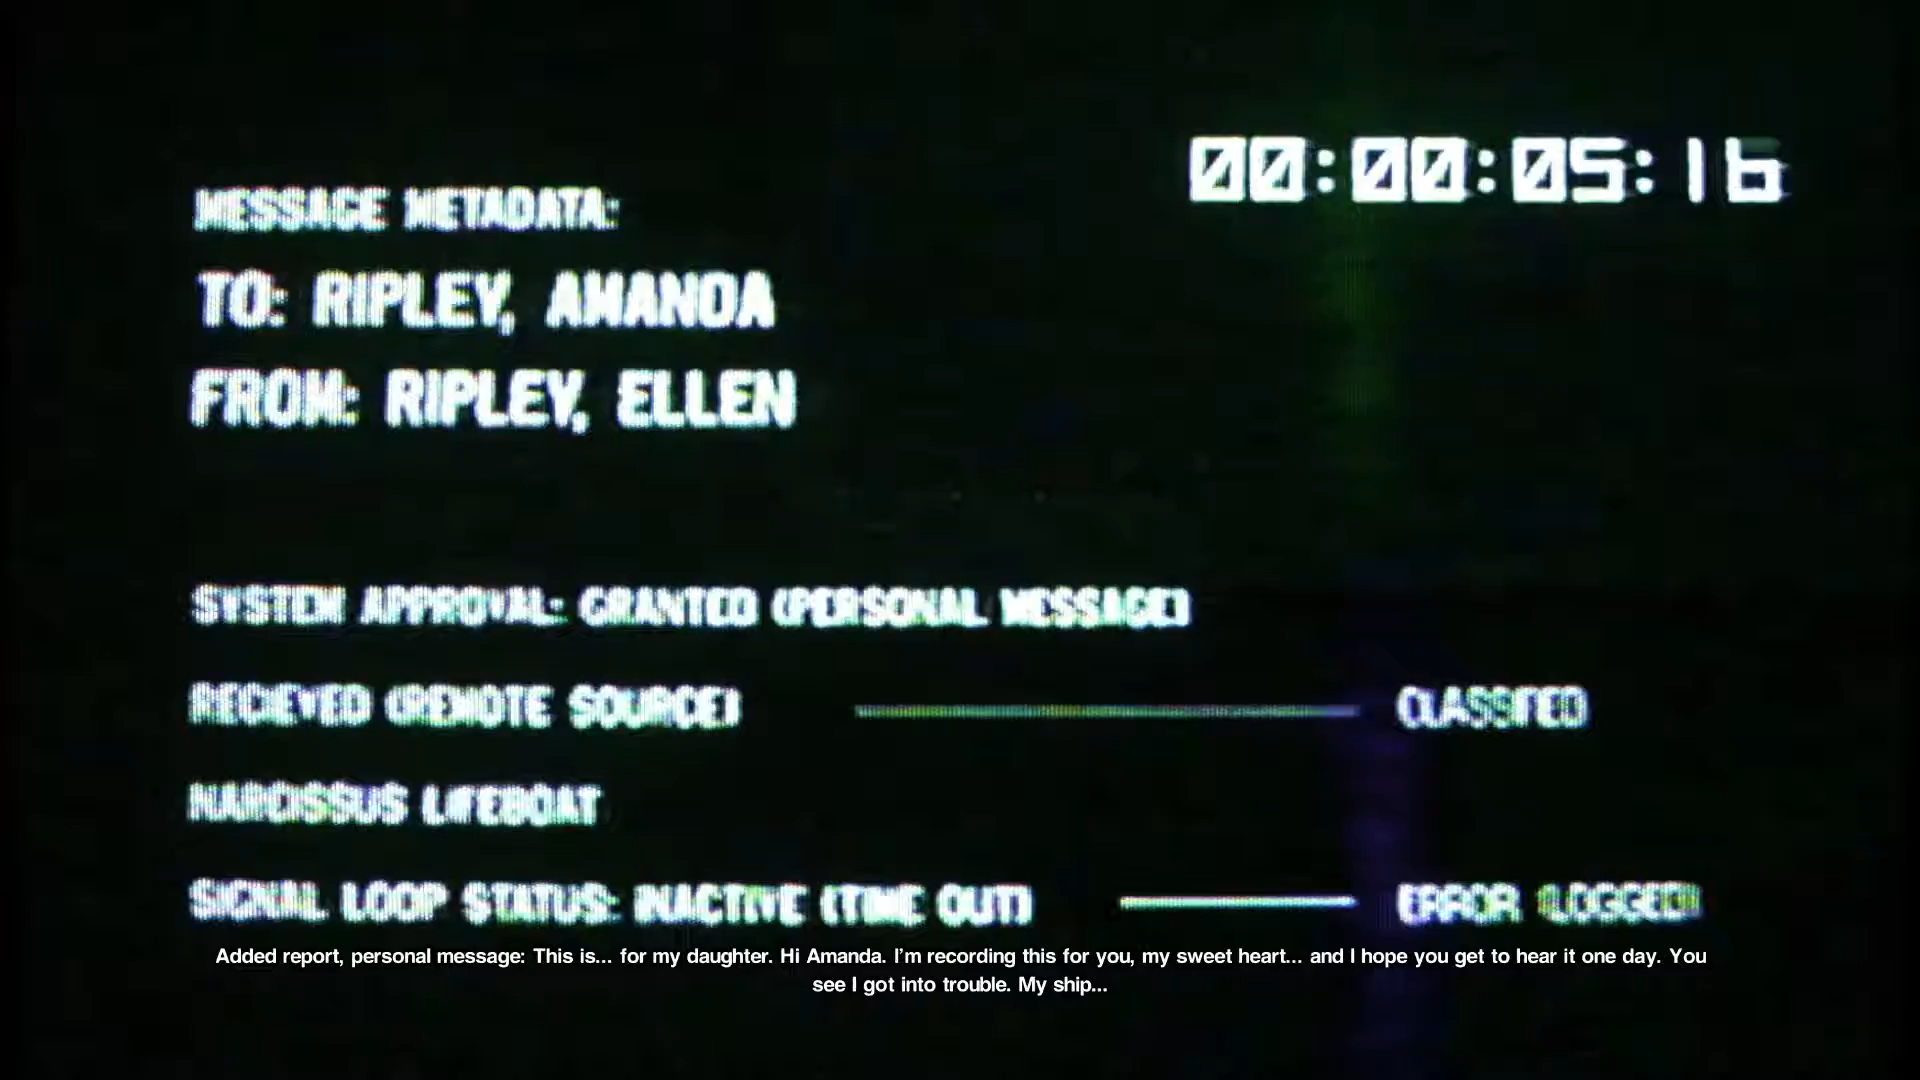 00:00:05:16
MESSAGE METADATA:
TO: RIPLEY, AMANDA
FROM: RIPLEY, ELLEN
SYSTEM APPROVAL: GRANTED (PERSONAL MESSAGE)
RECIEVED (REMOTE SOURCE) CLASSIFIED
NARCISSUS LIFEBOAT
SIGNAL LOOP STATUS: INACTIVE (TIME OUT) ERROR (LOGGED)
Added report, personal message: This is... for my daughter. Hi Amanda. I'm recording this for you, my sweet heart... and I hope you get to hear it one day. You
see I got into trouble. My ship...